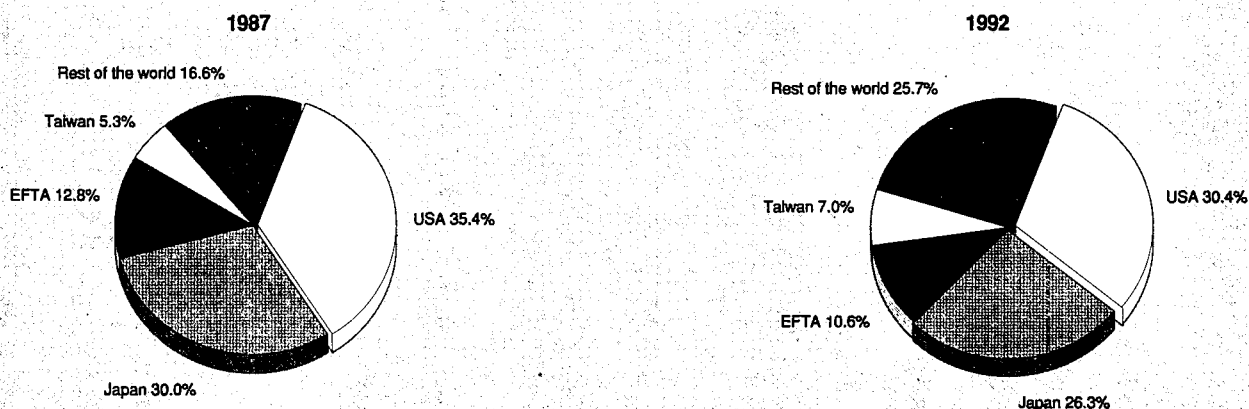 1987
Rest of the world 16.6%
Taiwan 5.3%
EFTA 12.8%
USA 35.4%
Japan 30.0%
1992
Rest of the world 25.7%
Taiwan 7.0%
USA 30.4%
EFTA 10.6%
Japan 26.3%